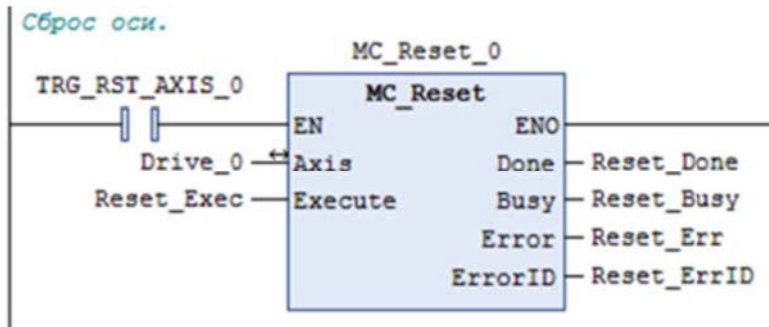 Сброс оси.
MC_Reset_0
TRG_RST_AXIS_0
MC_Reset
EN ENO
Drive_0 Axis Done Reset_Done
Reset_Exec Execute Busy Reset_Busy
Error Reset_Err
ErrorID Reset_ErrID